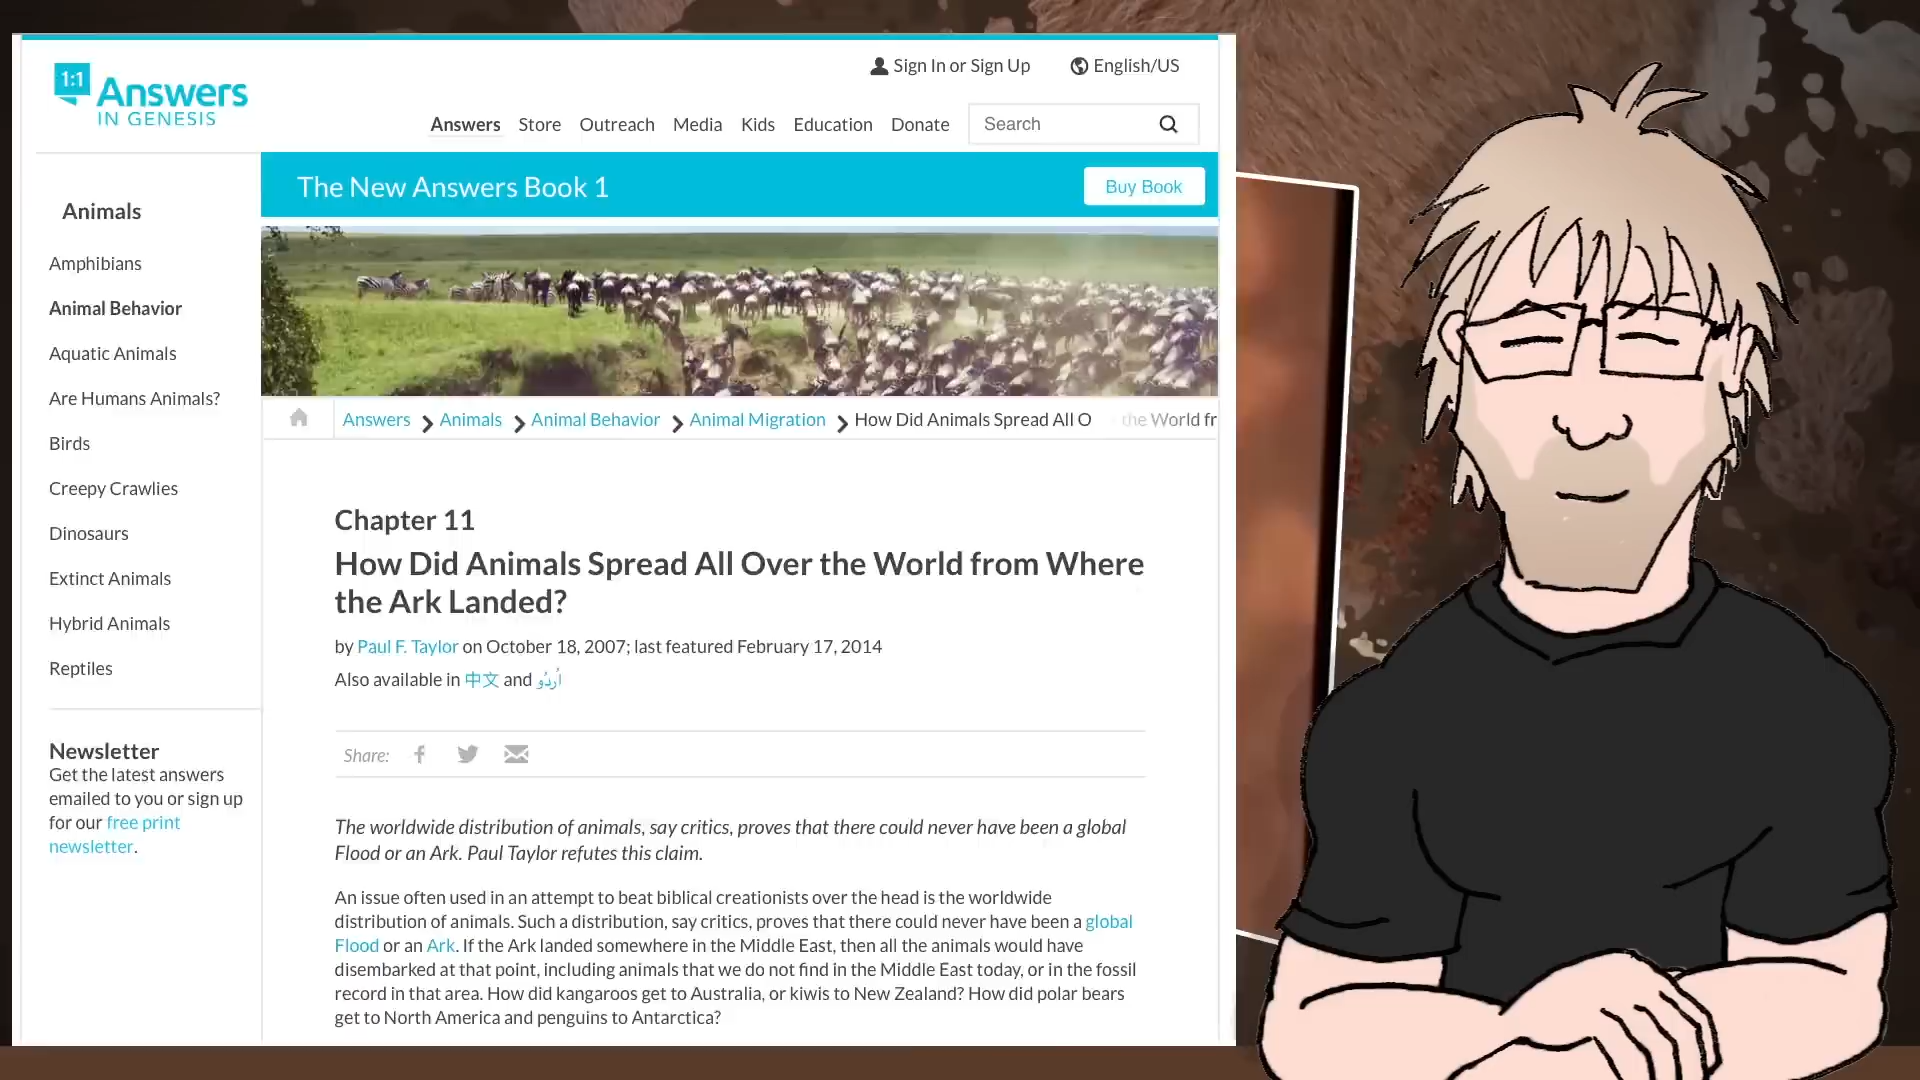 1:1
Answers
IN GENESIS
Sign In or Sign Up
English/US
Answers Store Outreach Media Kids Education Donate
Search
The New Answers Book 1
Buy Book
Animals
Amphibians
Animal Behavior
Aquatic Animals
Are Humans Animals?
Birds
Creepy Crawlies
Dinosaurs
Extinct Animals
Hybrid Animals
Reptiles
Newsletter
Get the latest answers
emailed to you or sign up
for our free print
newsletter.
Answers Animals Animal Behavior Animal Migration How Did Animals Spread All O the World fr
Chapter 11
How Did Animals Spread All Over the World from Where
the Ark Landed?
by Paul F. Taylor on October 18, 2007; last featured February 17, 2014
Also available in 中文 and اُردُو
Share:
The worldwide distribution of animals, say critics, proves that there could never have been a global
Flood or an Ark. Paul Taylor refutes this claim.
An issue often used in an attempt to beat biblical creationists over the head is the worldwide
distribution of animals. Such a distribution, say critics, proves that there could never have been a global
Flood or an Ark. If the Ark landed somewhere in the Middle East, then all the animals would have
disembarked at that point, including animals that we do not find in the Middle East today, or in the fossil
record in that area. How did kangaroos get to Australia, or kiwis to New Zealand? How did polar bears
get to North America and penguins to Antarctica?